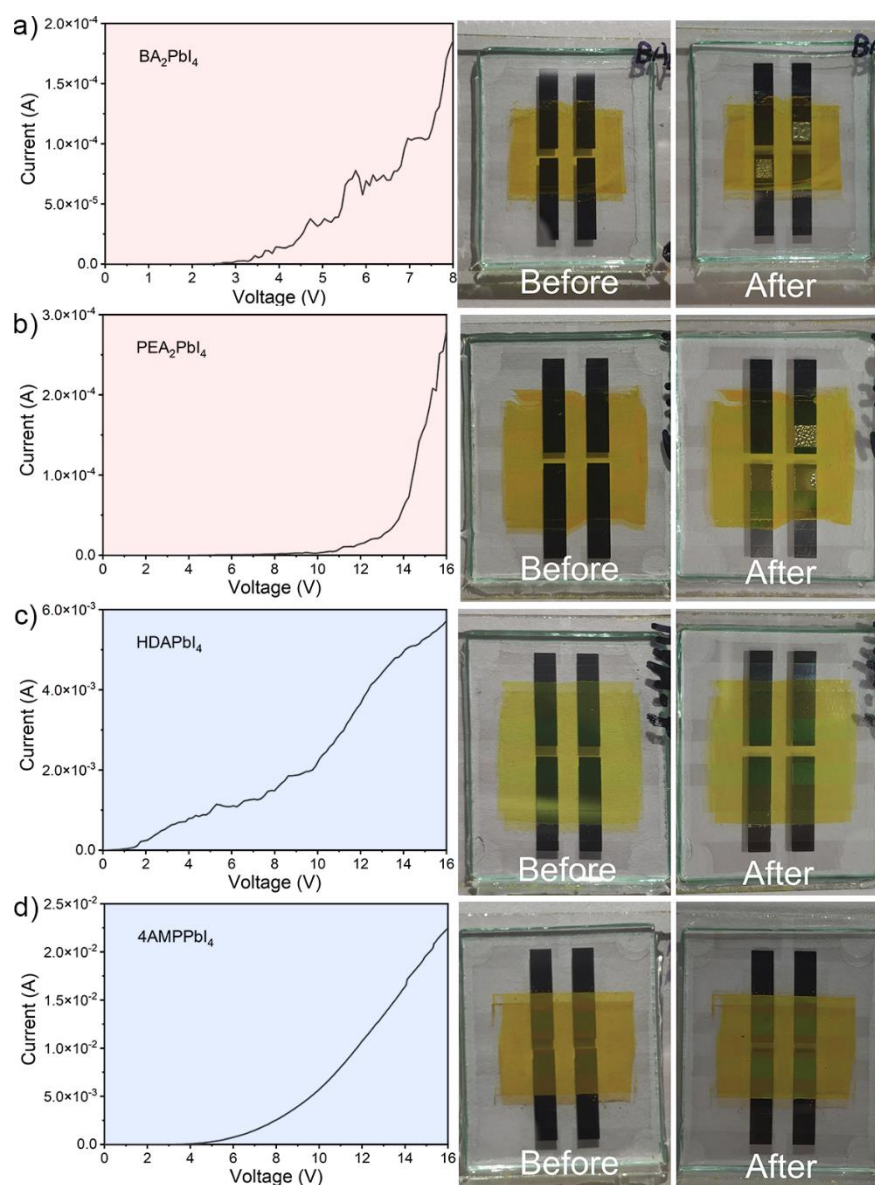 a)
2.0×10⁻⁴
BA₂PbI₄
1.5×10⁻⁴
1.0×10⁻⁴
5.0×10⁻⁵
0.0
Current (A)
0 1 2 3 4 5 6 7 8
Voltage (V)
Before
After
b)
3.0×10⁻⁴
PEA₂PbI₄
2.0×10⁻⁴
1.0×10⁻⁴
0.0
Current (A)
0 2 4 6 8 10 12 14 16
Voltage (V)
Before
After
c)
6.0×10⁻³
HDAPbI₄
4.0×10⁻³
2.0×10⁻³
0.0
Current (A)
0 2 4 6 8 10 12 14 16
Voltage (V)
Before
After
d)
2.5×10⁻²
4AMPPbI₄
2.0×10⁻²
1.5×10⁻²
1.0×10⁻²
5.0×10⁻³
0.0
Current (A)
0 2 4 6 8 10 12 14 16
Voltage (V)
Before
After